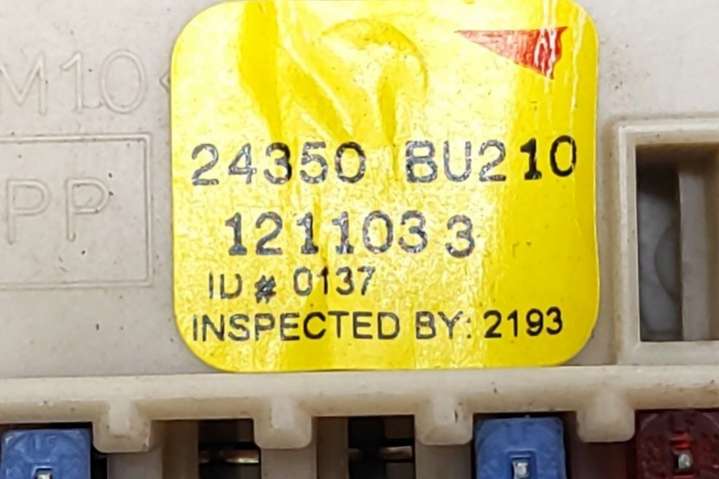 M10<
PP
24350 BU210
1211033
ID # 0137
INSPECTED BY: 2193